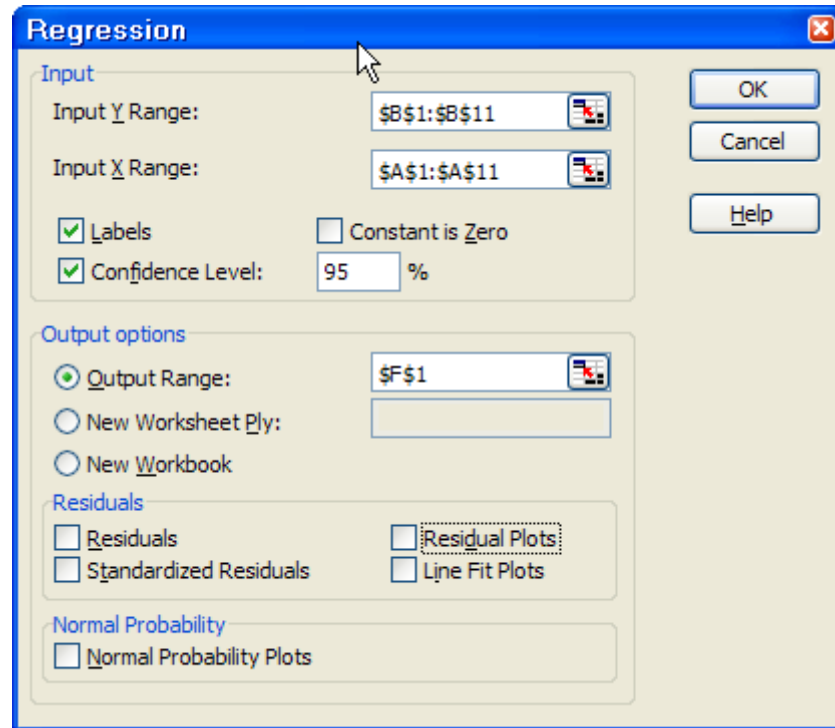 Regression
Input
Input Y Range: $B$1:$B$11
Input X Range: $A$1:$A$11
Labels Constant is Zero
Confidence Level: 95 %
OK
Cancel
Help
Output options
Output Range: $F$1
New Worksheet Ply:
New Workbook
Residuals
Residuals Residual Plots
Standardized Residuals Line Fit Plots
Normal Probability
Normal Probability Plots